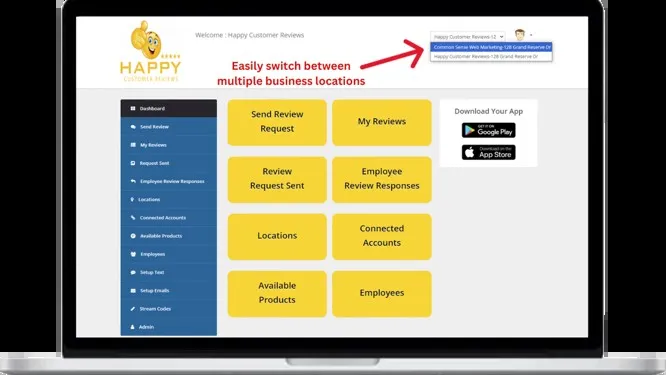 Welcome : Happy Customer Reviews
Happy Customer Reviews-12
Common Sense Web Marketing-128 Grand Reserve Dr
Happy Customer Reviews-128 Grand Reserve Dr
HAPPY
CUSTOMER REVIEWS
Easily switch between
multiple business locations
Dashboard
Send Review
My Reviews
Request Sent
Employee Review Responses
Locations
Connected Accounts
Available Products
Employees
Setup Text
Setup Emails
Stream Codes
Admin
Send Review
Request
My Reviews
Review
Request Sent
Employee
Review Responses
Locations
Connected
Accounts
Available
Products
Employees
Download Your App
GET IT ON
Google Play
Download on the
App Store